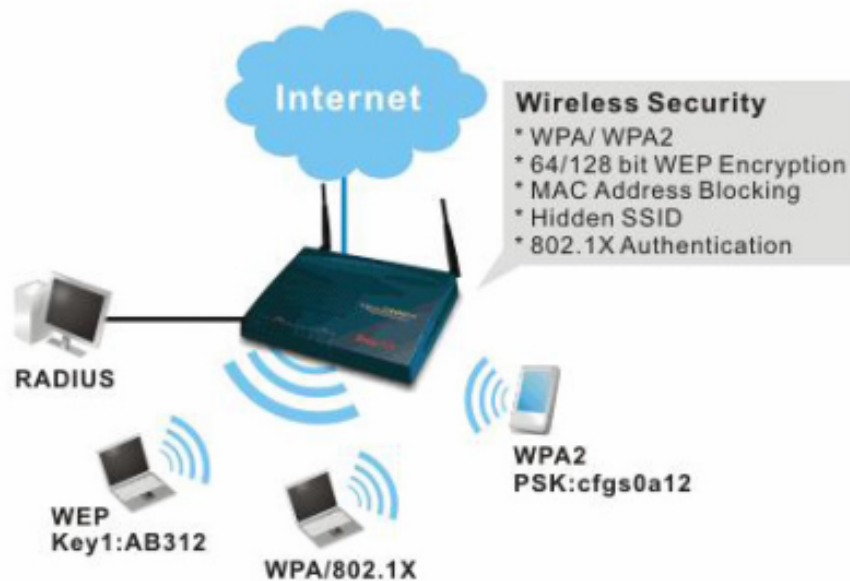 Internet
Wireless Security
* WPA/ WPA2
* 64/128 bit WEP Encryption
* MAC Address Blocking
* Hidden SSID
* 802.1X Authentication
RADIUS
WPA2
PSK:cfgs0a12
WEP
Key1:AB312
WPA/802.1X